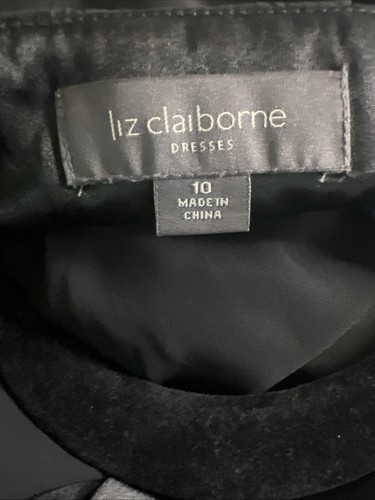 liz claiborne
DRESSES
10
MADE IN
CHINA